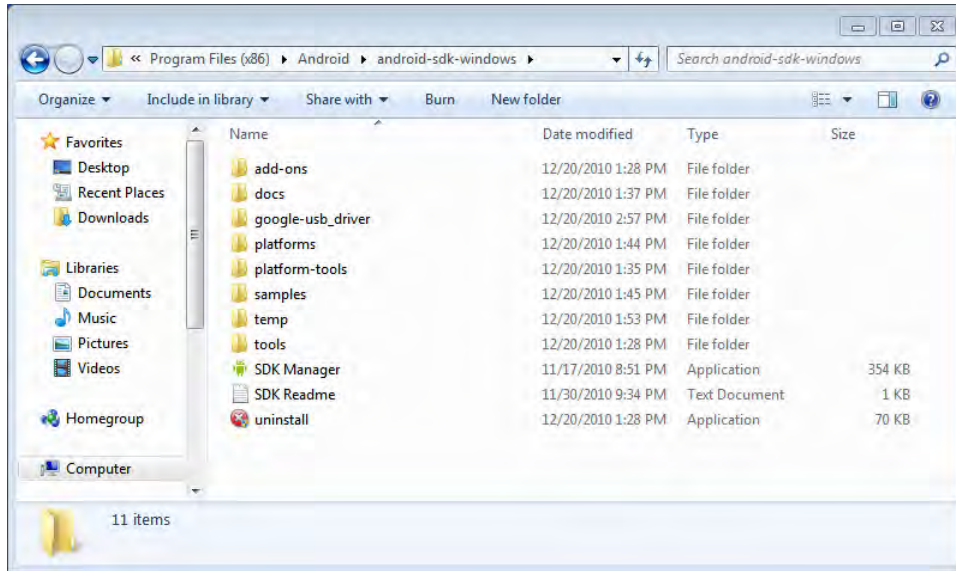 « Program Files (x86) ▸ Android ▸ android-sdk-windows ▸ Search android-sdk-windows
Organize Include in library Share with Burn New folder
Name Date modified Type Size
Favorites
Desktop
Recent Places
Downloads
Libraries
Documents
Music
Pictures
Videos
Homegroup
Computer
add-ons 12/20/2010 1:28 PM File folder
docs 12/20/2010 1:37 PM File folder
google-usb_driver 12/20/2010 2:57 PM File folder
platforms 12/20/2010 1:44 PM File folder
platform-tools 12/20/2010 1:35 PM File folder
samples 12/20/2010 1:45 PM File folder
temp 12/20/2010 1:53 PM File folder
tools 12/20/2010 1:28 PM File folder
SDK Manager 11/17/2010 8:51 PM Application 354 KB
SDK Readme 11/30/2010 9:34 PM Text Document 1 KB
uninstall 12/20/2010 1:28 PM Application 70 KB
11 items